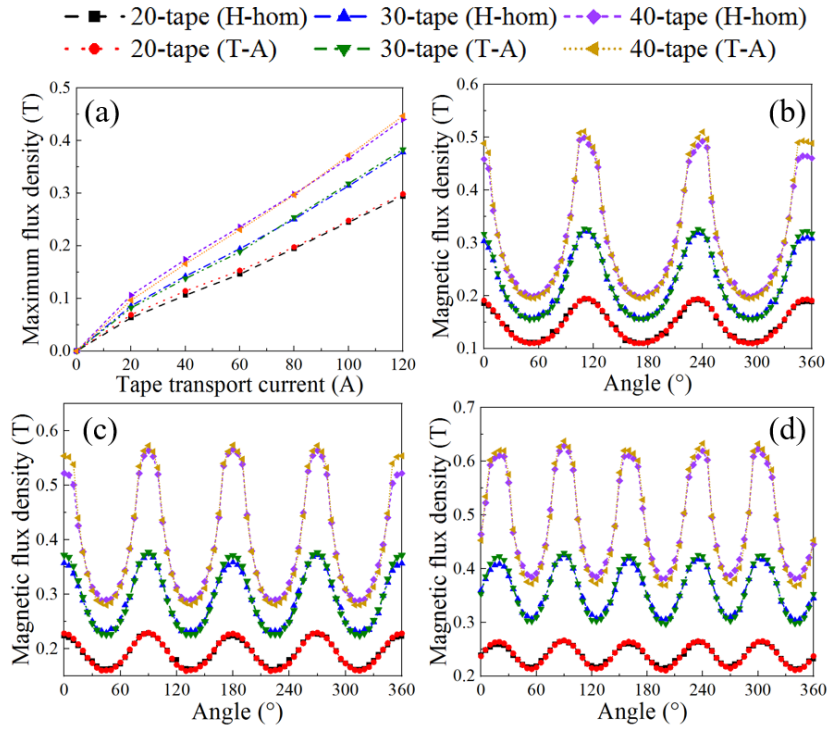 20-tape (H-hom) 30-tape (H-hom) 40-tape (H-hom)
20-tape (T-A) 30-tape (T-A) 40-tape (T-A)
(a)
Maximum flux density (T)
0.5
0.4
0.3
0.2
0.1
0.0
0 20 40 60 80 100 120
Tape transport current (A)
(b)
Magnetic flux density (T)
0.5
0.4
0.3
0.2
0.1
0 60 120 180 240 300 360
Angle (°)
(c)
Magnetic flux density (T)
0.6
0.5
0.4
0.3
0.2
0 60 120 180 240 300 360
Angle (°)
(d)
Magnetic flux density (T)
0.7
0.6
0.5
0.4
0.3
0.2
0 60 120 180 240 300 360
Angle (°)